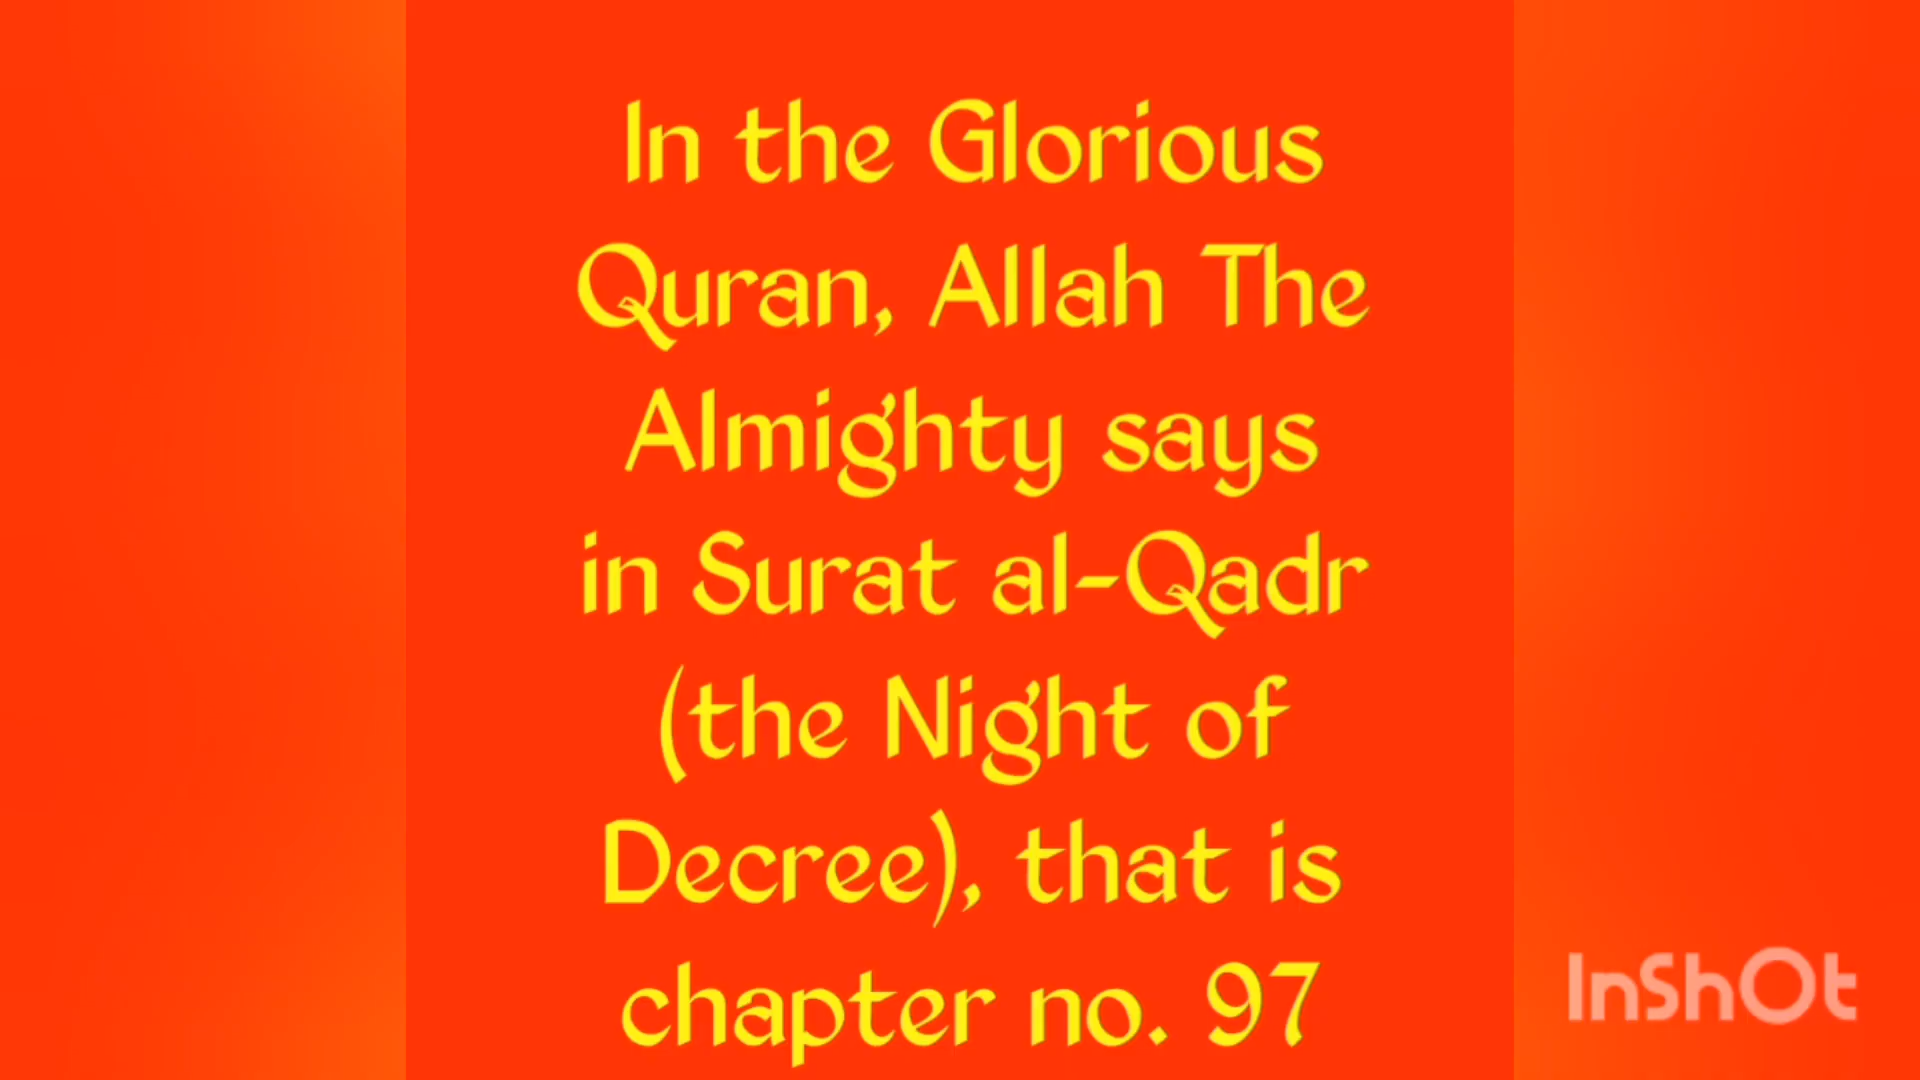 In the Glorious
Quran, Allah The
Almighty says
in Surat al-Qadr
(the Night of
Decree), that is
chapter no. 97
InShOt